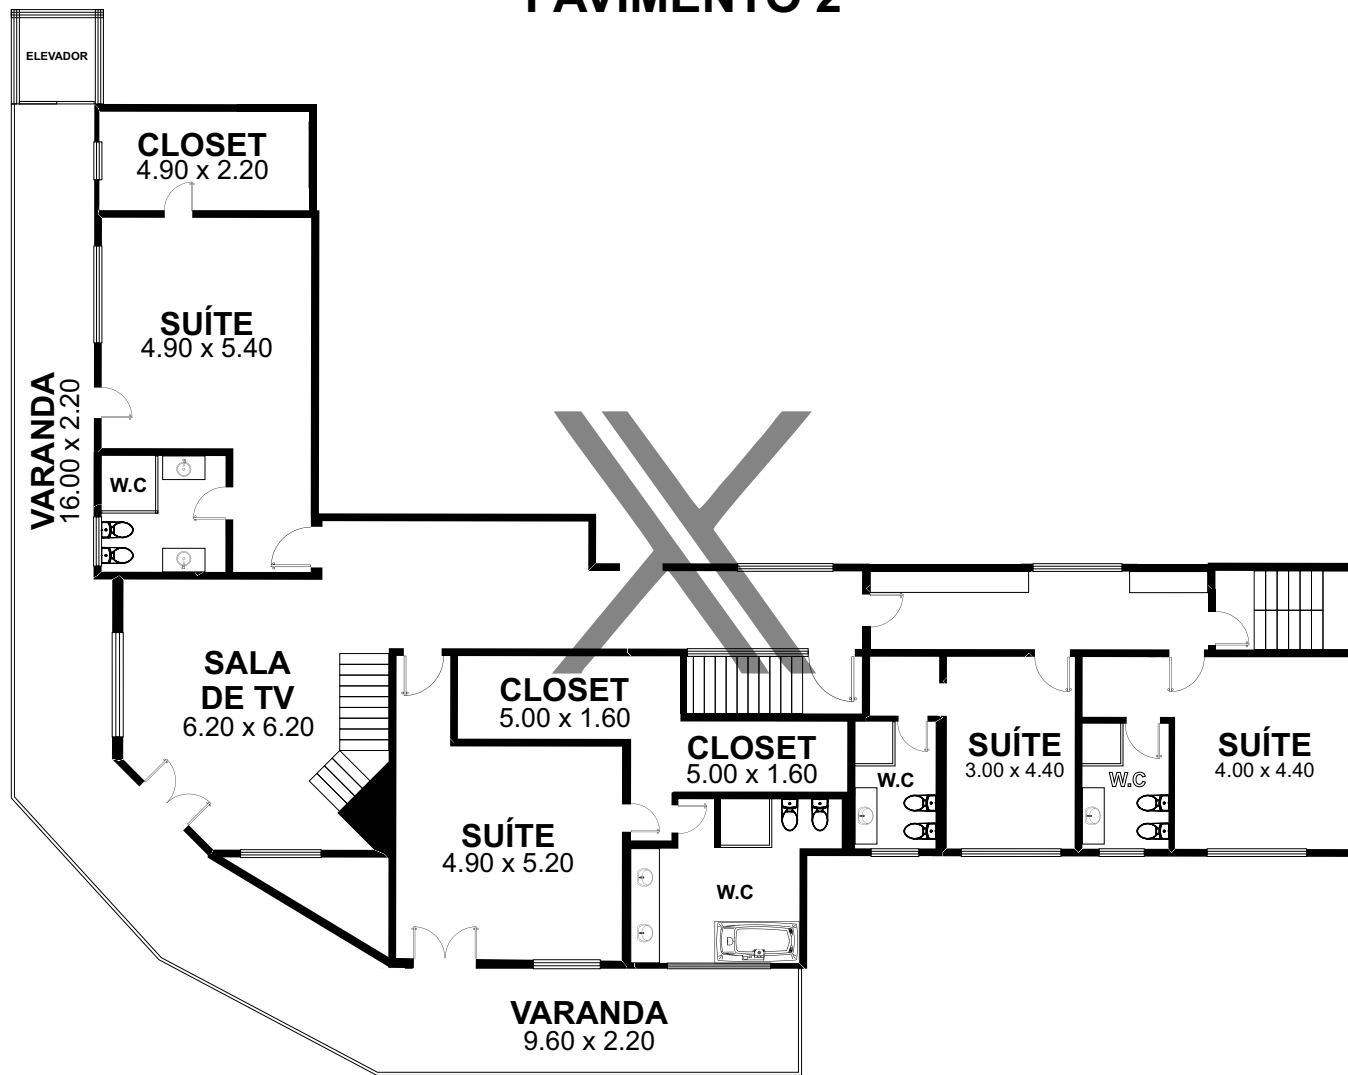 PAVIMENTO 2
ELEVADOR
CLOSET
4.90 x 2.20
SUÍTE
4.90 x 5.40
VARANDA
16.00 x 2.20
W.C
SALA
DE TV
6.20 x 6.20
CLOSET
5.00 x 1.60
CLOSET
5.00 x 1.60
SUÍTE
4.90 x 5.20
W.C
W.C
SUÍTE
3.00 x 4.40
W.C
SUÍTE
4.00 x 4.40
VARANDA
9.60 x 2.20